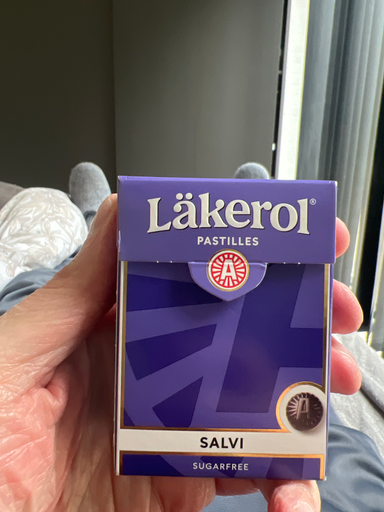 Läkerol®
PASTILLES
A
SALVI
A
SUGARFREE